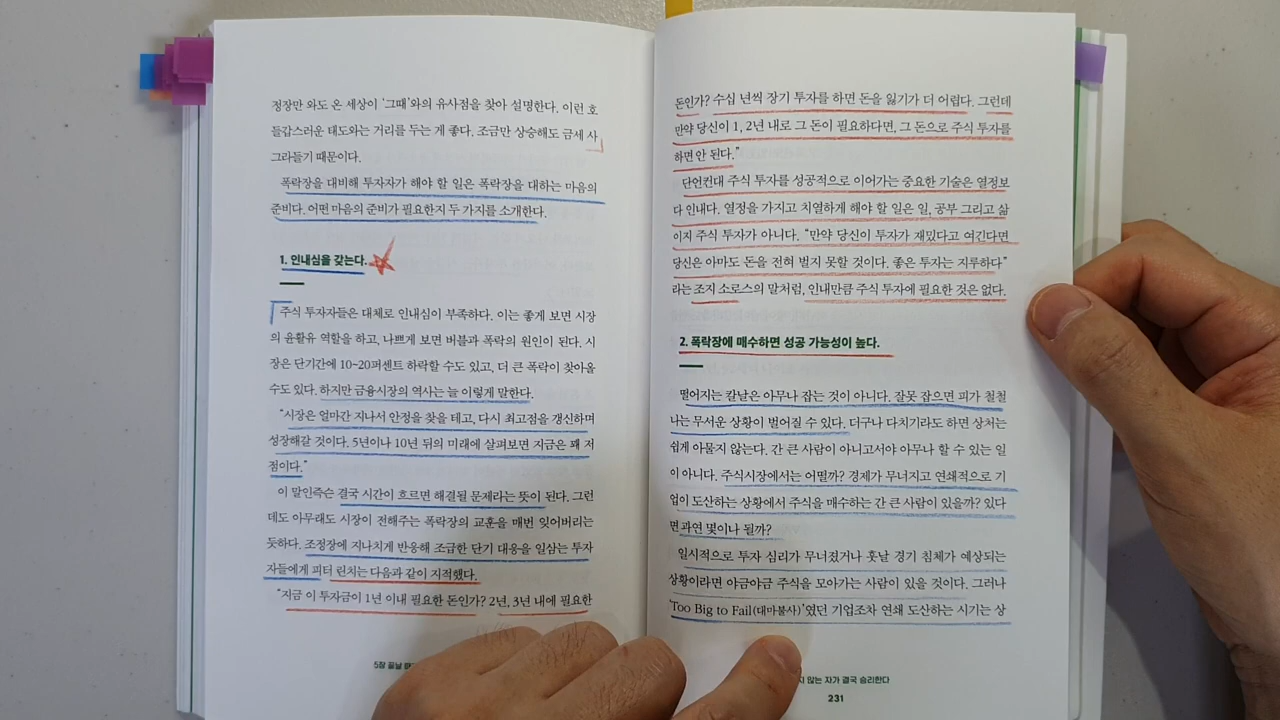 정장만 와도 온 세상이 '그때'와의 유사점을 찾아 설명한다. 이런 호
들갑스러운 태도와는 거리를 두는 게 좋다. 조금만 상승해도 금세 사
그라들기 때문이다.
폭락장을 대비해 투자자가 해야 할 일은 폭락장을 대하는 마음의
준비다. 어떤 마음의 준비가 필요한지 두 가지를 소개한다.
1. 인내심을 갖는다.
주식 투자자들은 대체로 인내심이 부족하다. 이는 좋게 보면 시장
의 윤활유 역할을 하고, 나쁘게 보면 버블과 폭락의 원인이 된다. 시
장은 단기간에 10~20퍼센트 하락할 수도 있고, 더 큰 폭락이 찾아올
수도 있다. 하지만 금융시장의 역사는 늘 이렇게 말한다.
"시장은 얼마간 지나서 안정을 찾을 테고, 다시 최고점을 갱신하며
성장해갈 것이다. 5년이나 10년 뒤의 미래에 살펴보면 지금은 꽤 저
점이다."
이 말인즉슨 결국 시간이 흐르면 해결될 문제라는 뜻이 된다. 그런
데도 아무래도 시장이 전해주는 폭락장의 교훈을 매번 잊어버리는
듯하다. 조정장에 지나치게 반응해 조급한 단기 대응을 일삼는 투자
자들에게 피터 린치는 다음과 같이 지적했다.
"지금 이 투자금이 1년 이내 필요한 돈인가? 2년, 3년 내에 필요한
5장 끝날
돈인가? 수십 년씩 장기 투자를 하면 돈을 잃기가 더 어렵다. 그런데
만약 당신이 1, 2년 내로 그 돈이 필요하다면, 그 돈으로 주식 투자를
하면 안 된다."
단언컨대 주식 투자를 성공적으로 이어가는 중요한 기술은 열정보
다 인내다. 열정을 가지고 치열하게 해야 할 일은 일, 공부 그리고 삶
이지 주식 투자가 아니다. "만약 당신이 투자가 재밌다고 여긴다면
당신은 아마도 돈을 전혀 벌지 못할 것이다. 좋은 투자는 지루하다"
라는 조지 소로스의 말처럼, 인내만큼 주식 투자에 필요한 것은 없다.
2. 폭락장에 매수하면 성공 가능성이 높다.
떨어지는 칼날은 아무나 잡는 것이 아니다. 잘못 잡으면 피가 철철
나는 무서운 상황이 벌어질 수 있다. 더구나 다치기라도 하면 상처는
쉽게 아물지 않는다. 간 큰 사람이 아니고서야 아무나 할 수 있는 일
이 아니다. 주식시장에서는 어떨까? 경제가 무너지고 연쇄적으로 기
업이 도산하는 상황에서 주식을 매수하는 간 큰 사람이 있을까? 있다
면 과연 몇이나 될까?
일시적으로 투자 심리가 무너졌거나 훗날 경기 침체가 예상되는
상황이라면 야금야금 주식을 모아가는 사람이 있을 것이다. 그러나
'Too Big to Fail(대마불사)'였던 기업조차 연쇄 도산하는 시기는 상
지 않는 자가 결국 승리한다
231